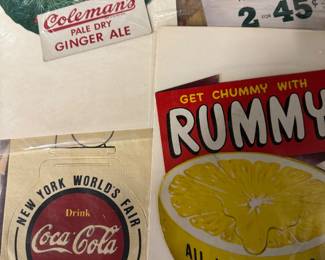 Coleman's
PALE DRY
GINGER ALE
2 FOR 45¢
GET CHUMMY WITH
RUMMY
NEW YORK WORLD'S FAIR
Drink
Coca-Cola